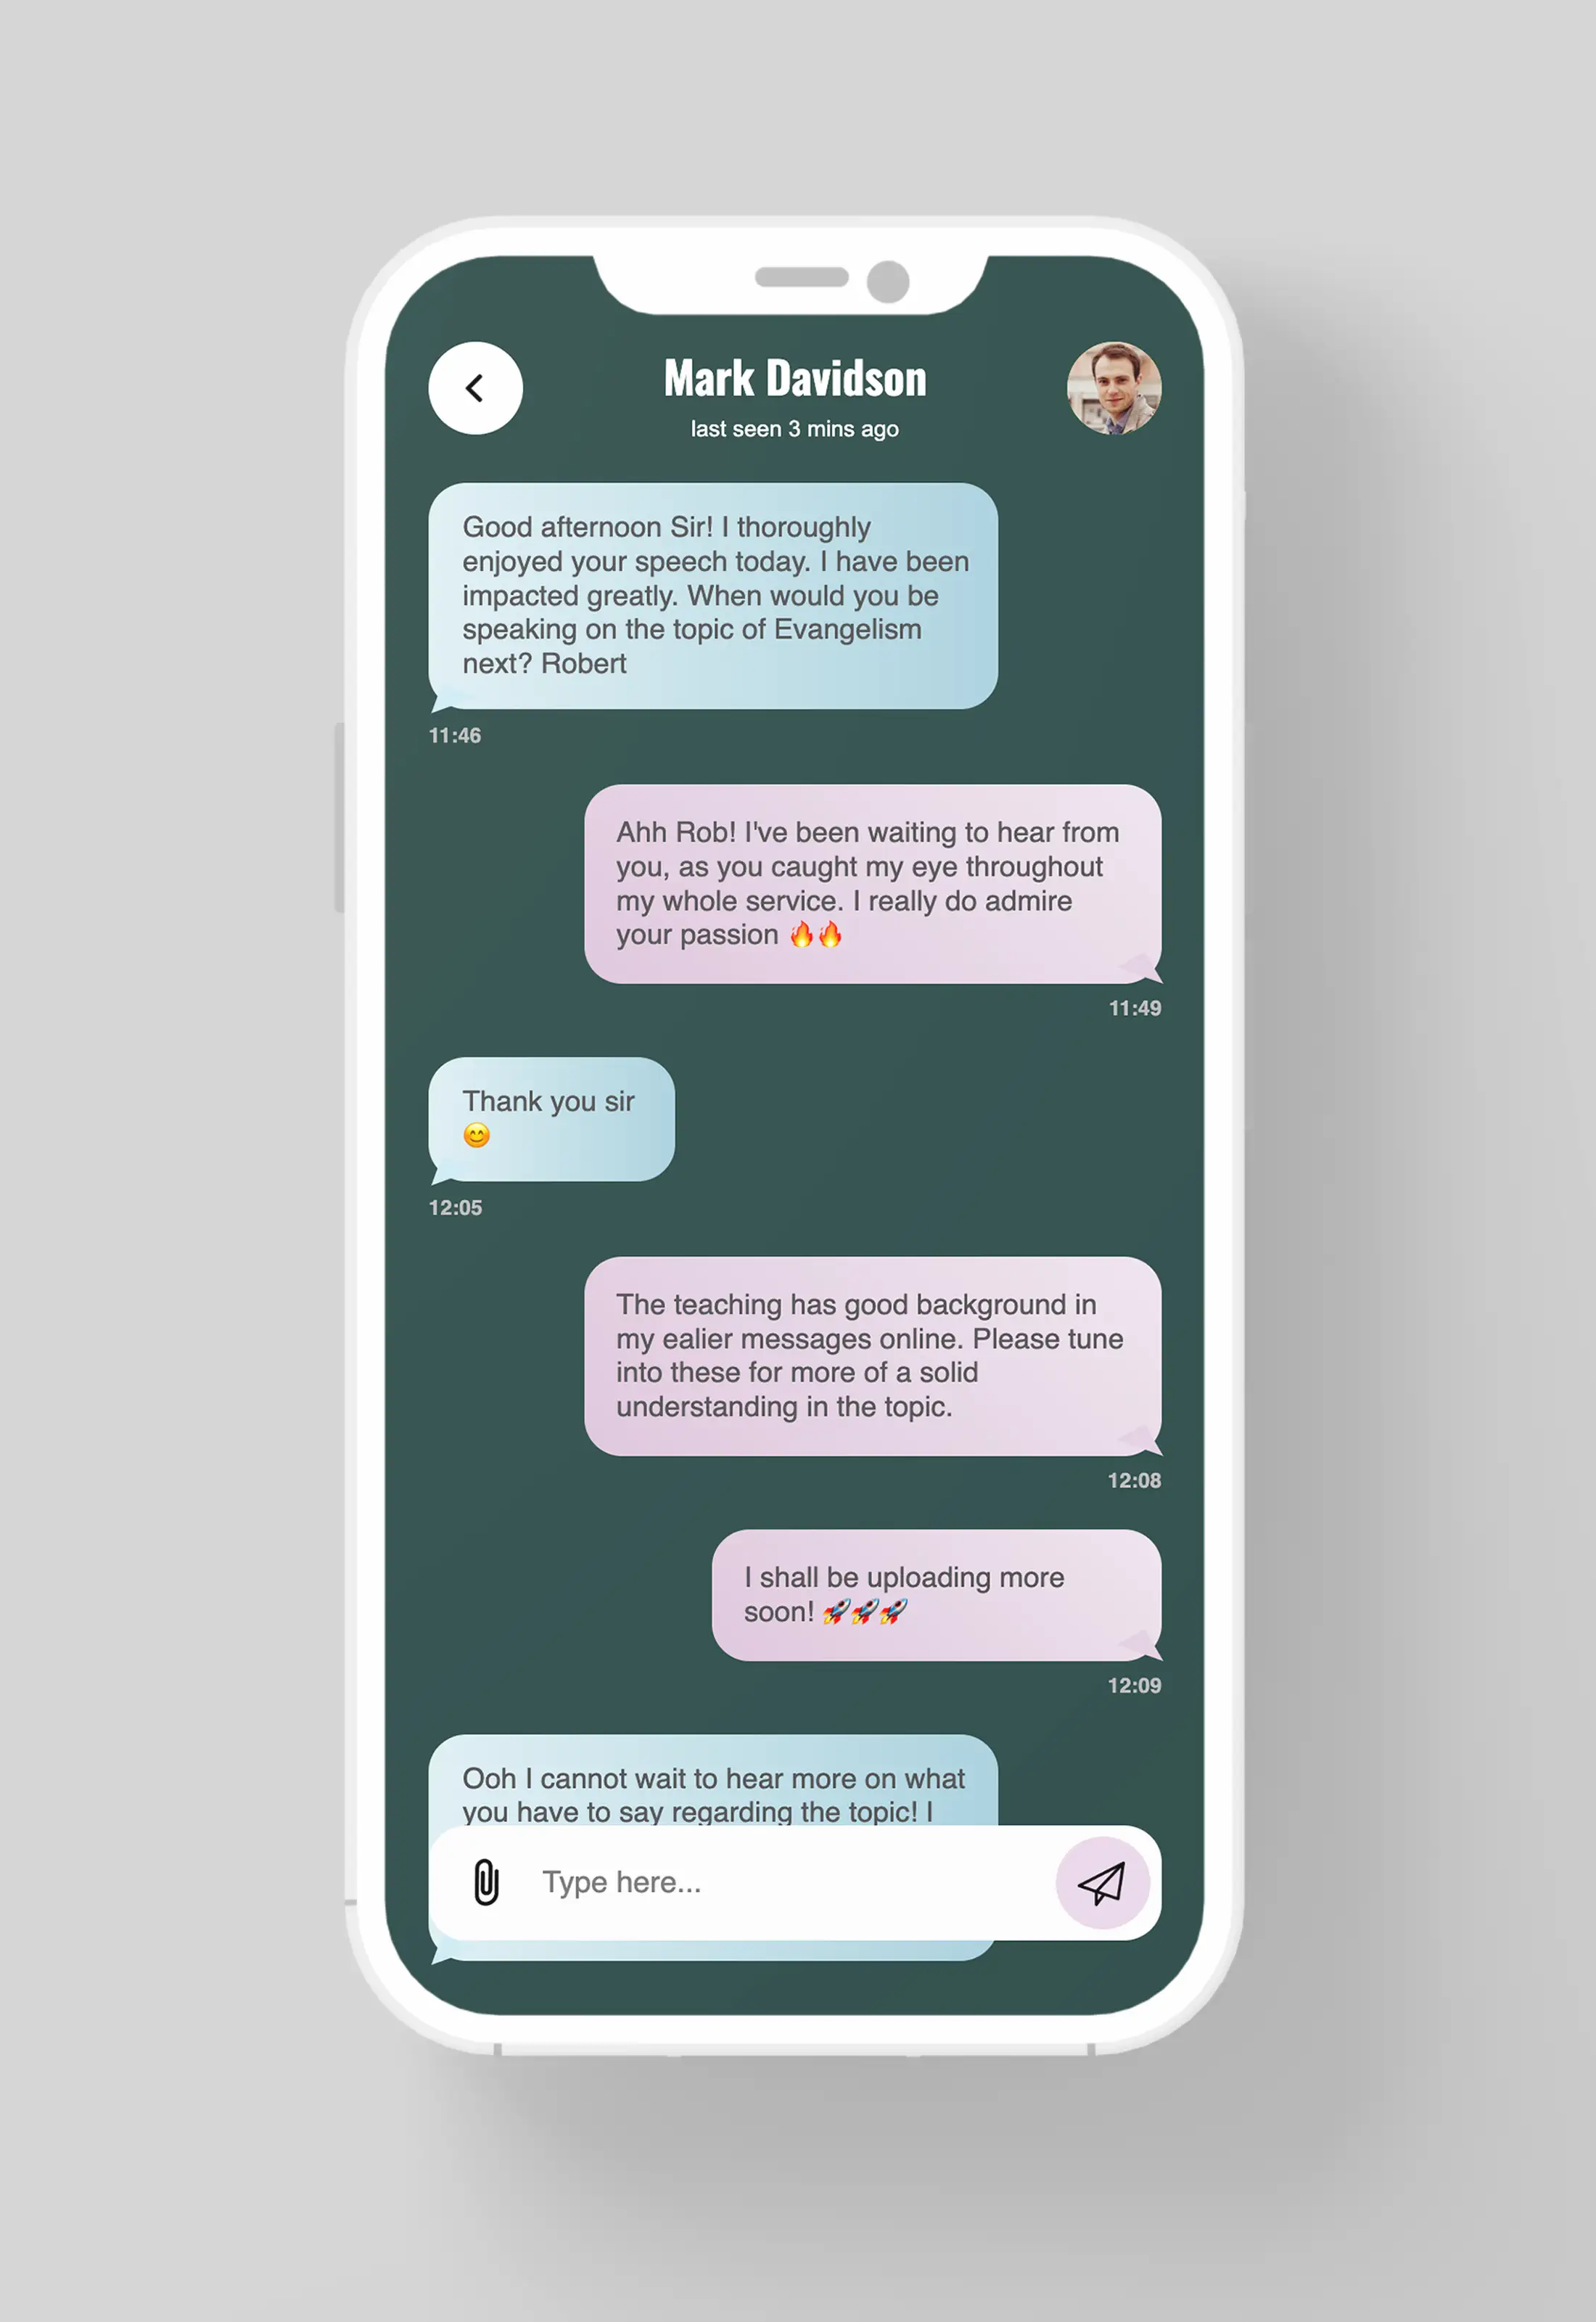 Mark Davidson
last seen 3 mins ago
Good afternoon Sir! I thoroughly
enjoyed your speech today. I have been
impacted greatly. When would you be
speaking on the topic of Evangelism
next? Robert
11:46
Ahh Rob! I've been waiting to hear from
you, as you caught my eye throughout
my whole service. I really do admire
your passion 🔥🔥
11:49
Thank you sir
😊
12:05
The teaching has good background in
my ealier messages online. Please tune
into these for more of a solid
understanding in the topic.
12:08
I shall be uploading more
soon! 🚀🚀🚀
12:09
Ooh I cannot wait to hear more on what
you have to say regarding the topic! I
Type here...